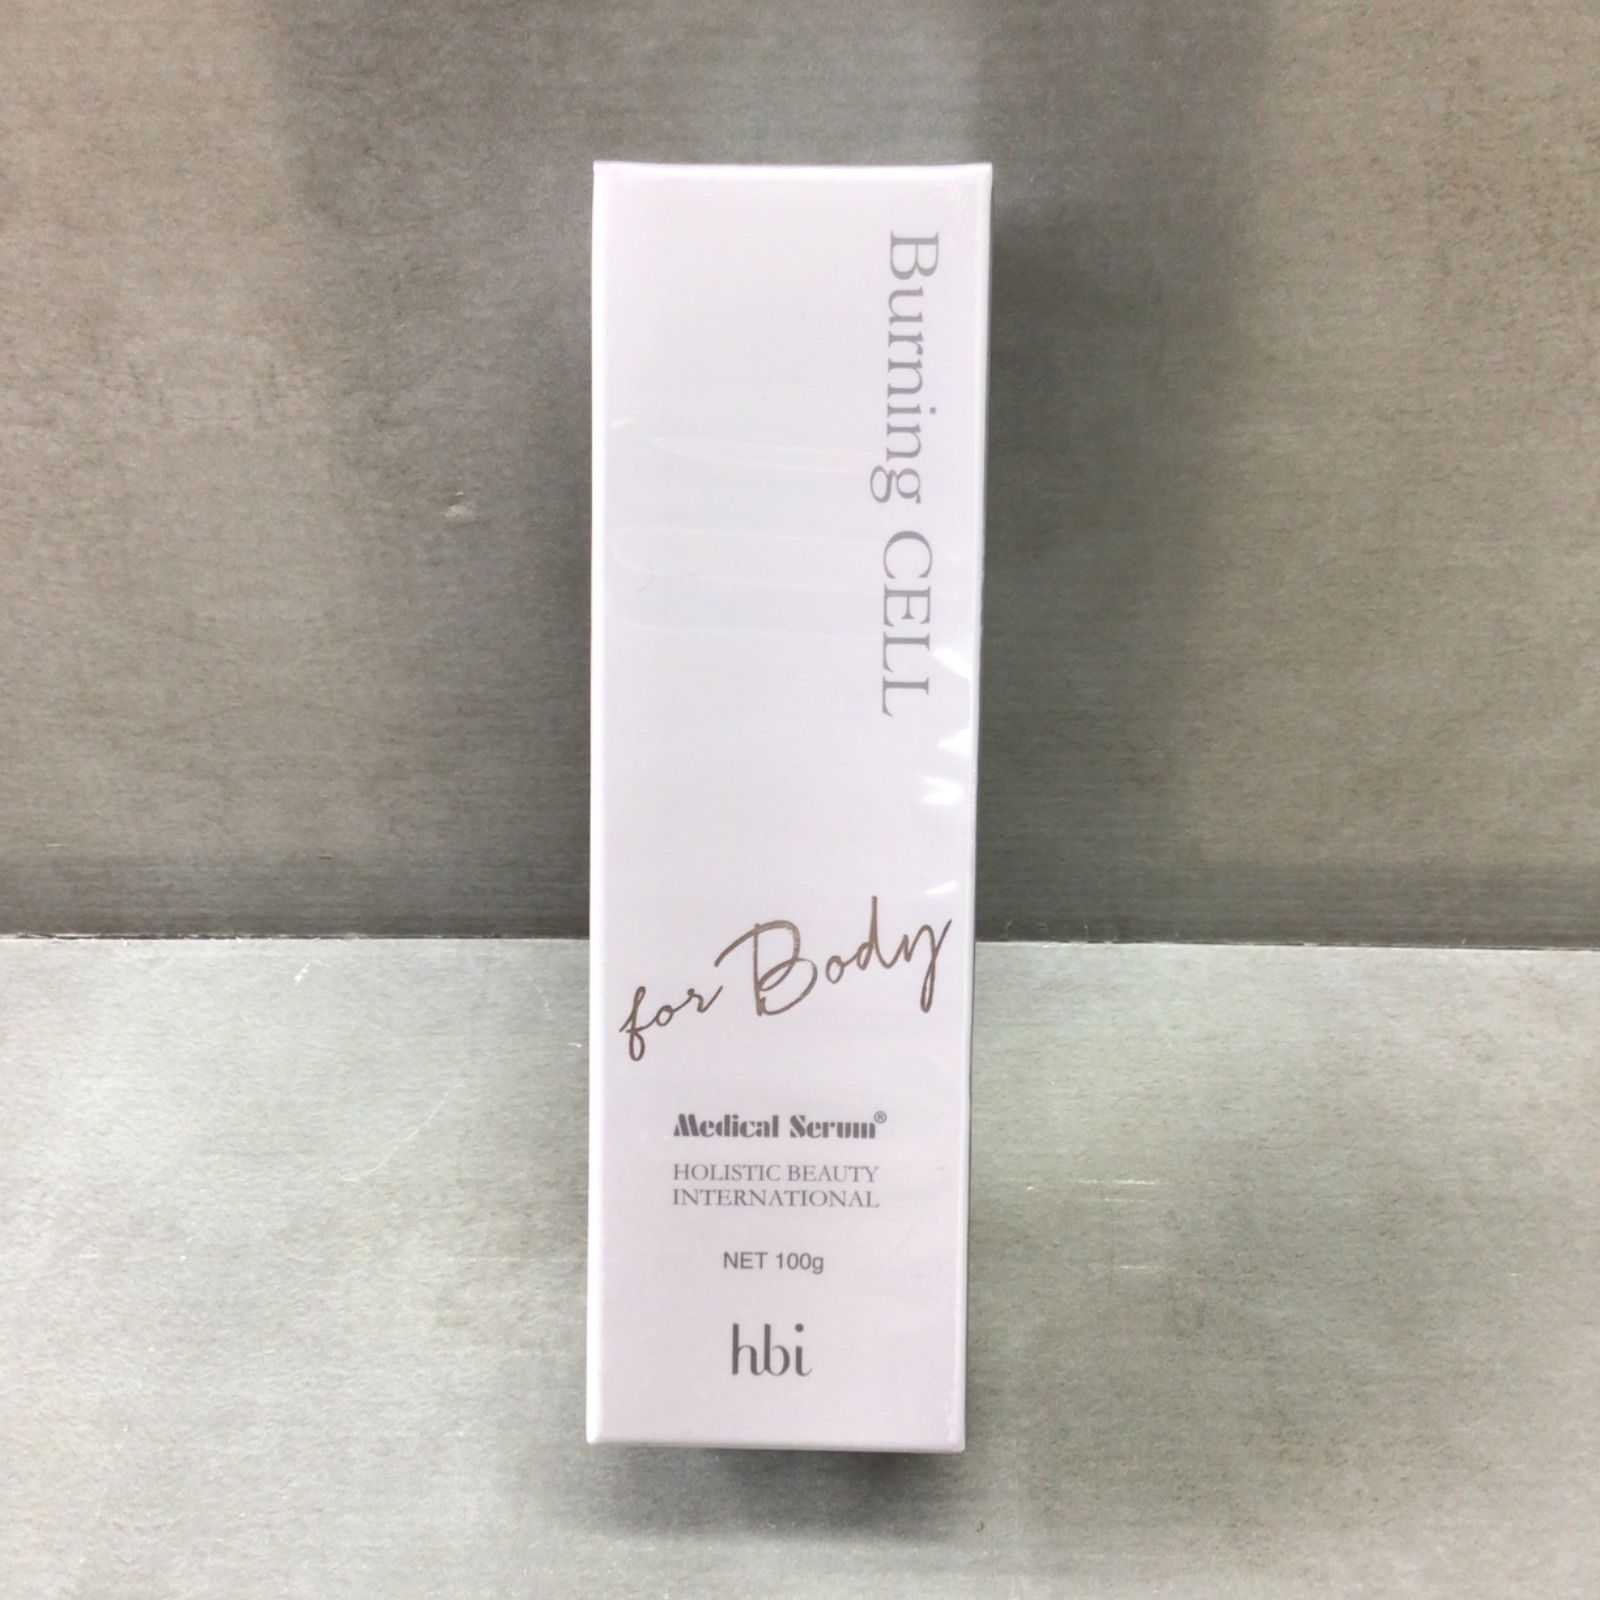 Burning CELL
for Body
Medical Serum®
HOLISTIC BEAUTY
INTERNATIONAL
NET 100g
hbi